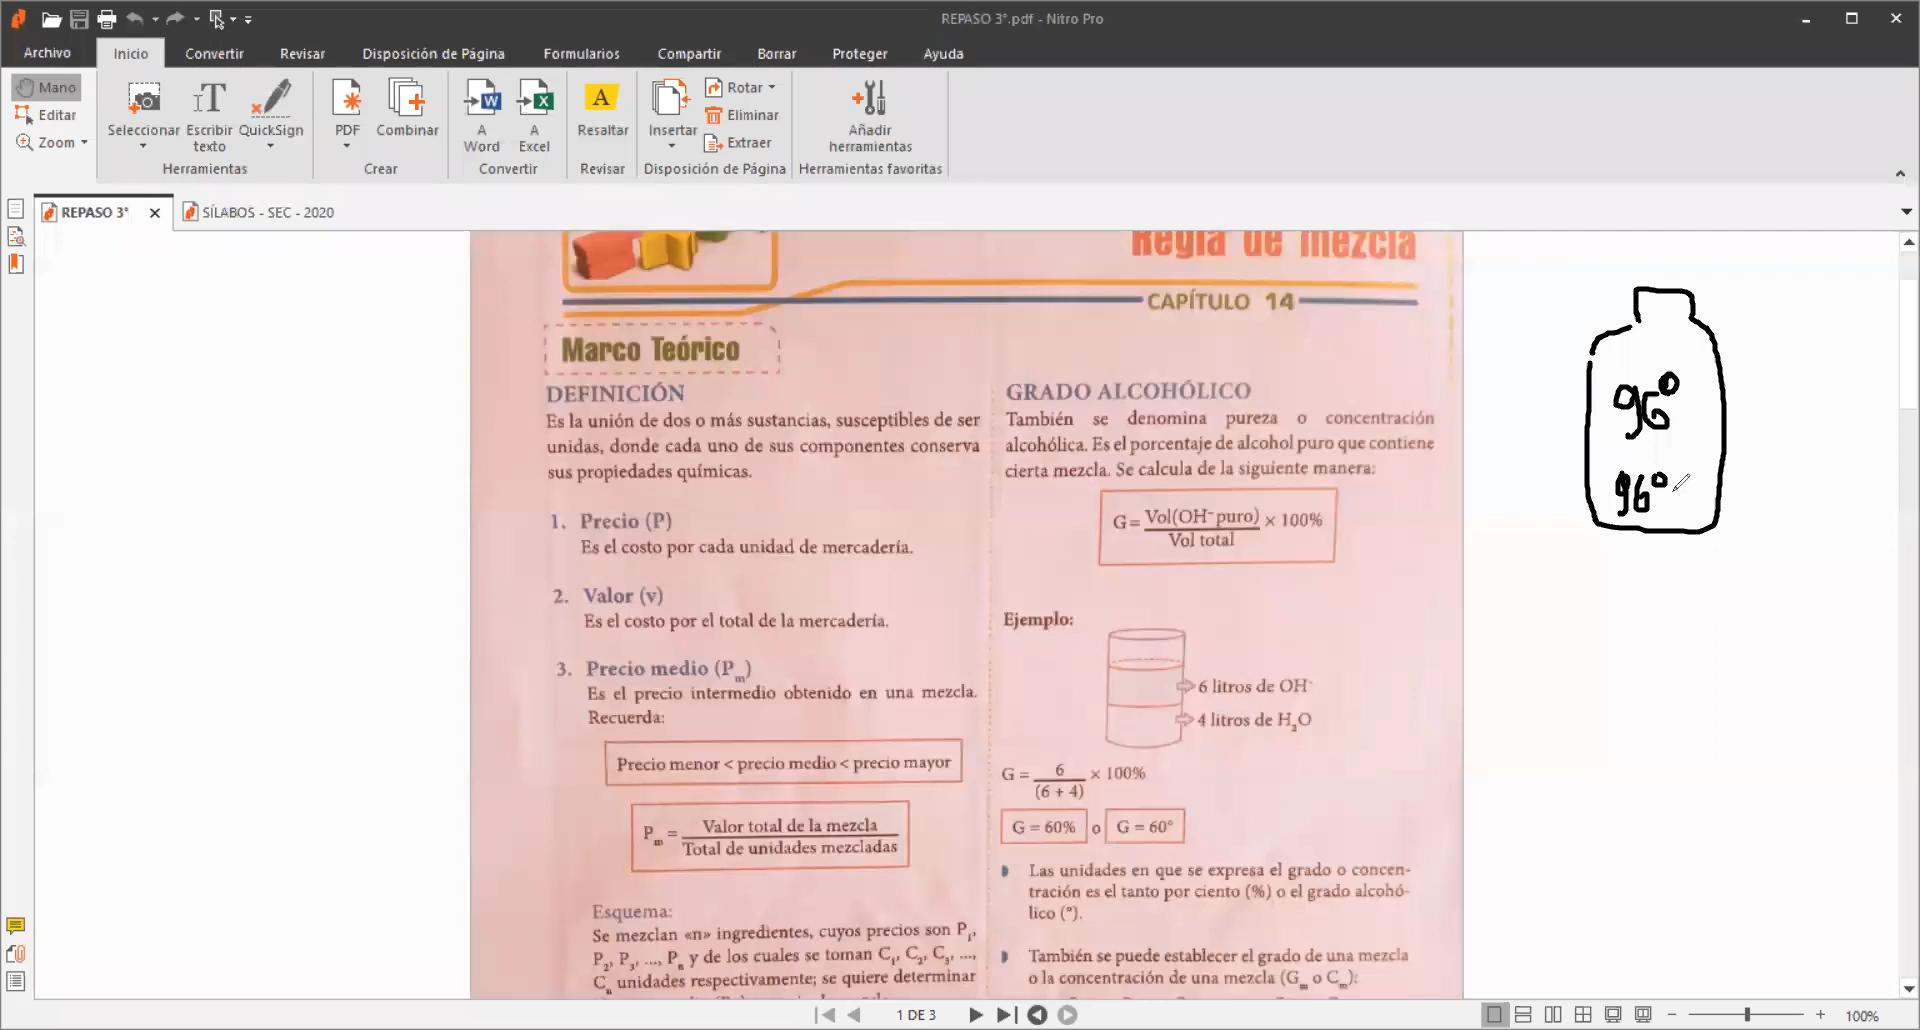 REPASO 3°.pdf - Nitro Pro
Archivo Inicio Convertir Revisar Disposición de Página Formularios Compartir Borrar Proteger Ayuda
Mano
Editar
Zoom
Seleccionar
Escribir texto
QuickSign
Herramientas
PDF
Combinar
Crear
A Word
A Excel
Convertir
Resaltar
Revisar
Insertar
Rotar
Eliminar
Extraer
Disposición de Página
Añadir herramientas
Herramientas favoritas
REPASO 3°
SÍLABOS - SEC - 2020
Regla de mezcla
CAPÍTULO 14
Marco Teórico
DEFINICIÓN
Es la unión de dos o más sustancias, susceptibles de ser
unidas, donde cada uno de sus componentes conserva
sus propiedades químicas.
1. Precio (P)
Es el costo por cada unidad de mercadería.
2. Valor (v)
Es el costo por el total de la mercadería.
3. Precio medio (Pm)
Es el precio intermedio obtenido en una mezcla.
Recuerda:
Precio menor < precio medio < precio mayor
Pm = Valor total de la mezcla
Total de unidades mezcladas
Esquema:
Se mezclan «n» ingredientes, cuyos precios son P1,
P2, P3, ..., Pn y de los cuales se toman C1, C2, C3, ...,
Cn unidades respectivamente; se quiere determinar
GRADO ALCOHÓLICO
También se denomina pureza o concentración
alcohólica. Es el porcentaje de alcohol puro que contiene
cierta mezcla. Se calcula de la siguiente manera:
G = Vol(OH⁻ puro) × 100%
Vol total
Ejemplo:
6 litros de OH⁻
4 litros de H₂O
G = 6 × 100%
(6 + 4)
G = 60% o G = 60°
Las unidades en que se expresa el grado o concen-
tración es el tanto por ciento (%) o el grado alcohó-
lico (°).
También se puede establecer el grado de una mezcla
o la concentración de una mezcla (Gm o Cm):
96°
96°
1 DE 3
100%